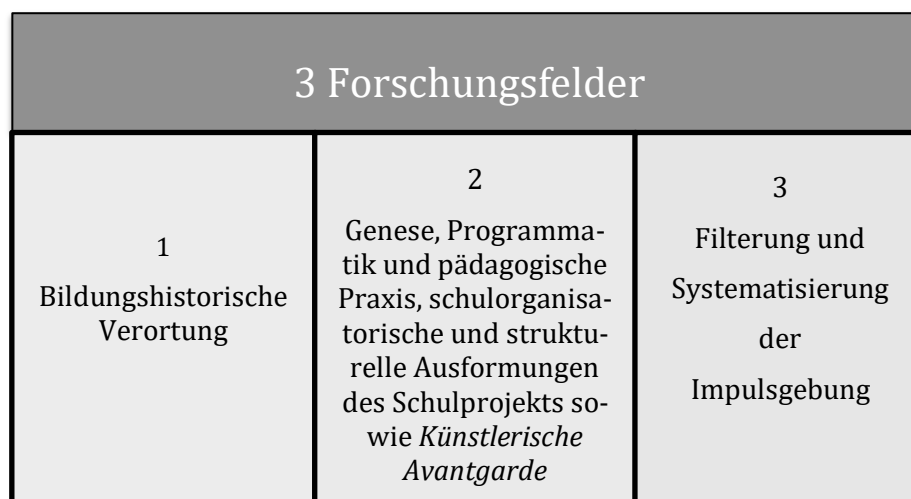 3 Forschungsfelder
1
Bildungshistorische
Verortung
2
Genese, Programma-
tik und pädagogische
Praxis, schulorganisa-
torische und struktu-
relle Ausformungen
des Schulprojekts so-
wie Künstlerische
Avantgarde
3
Filterung und
Systematisierung
der
Impulsgebung